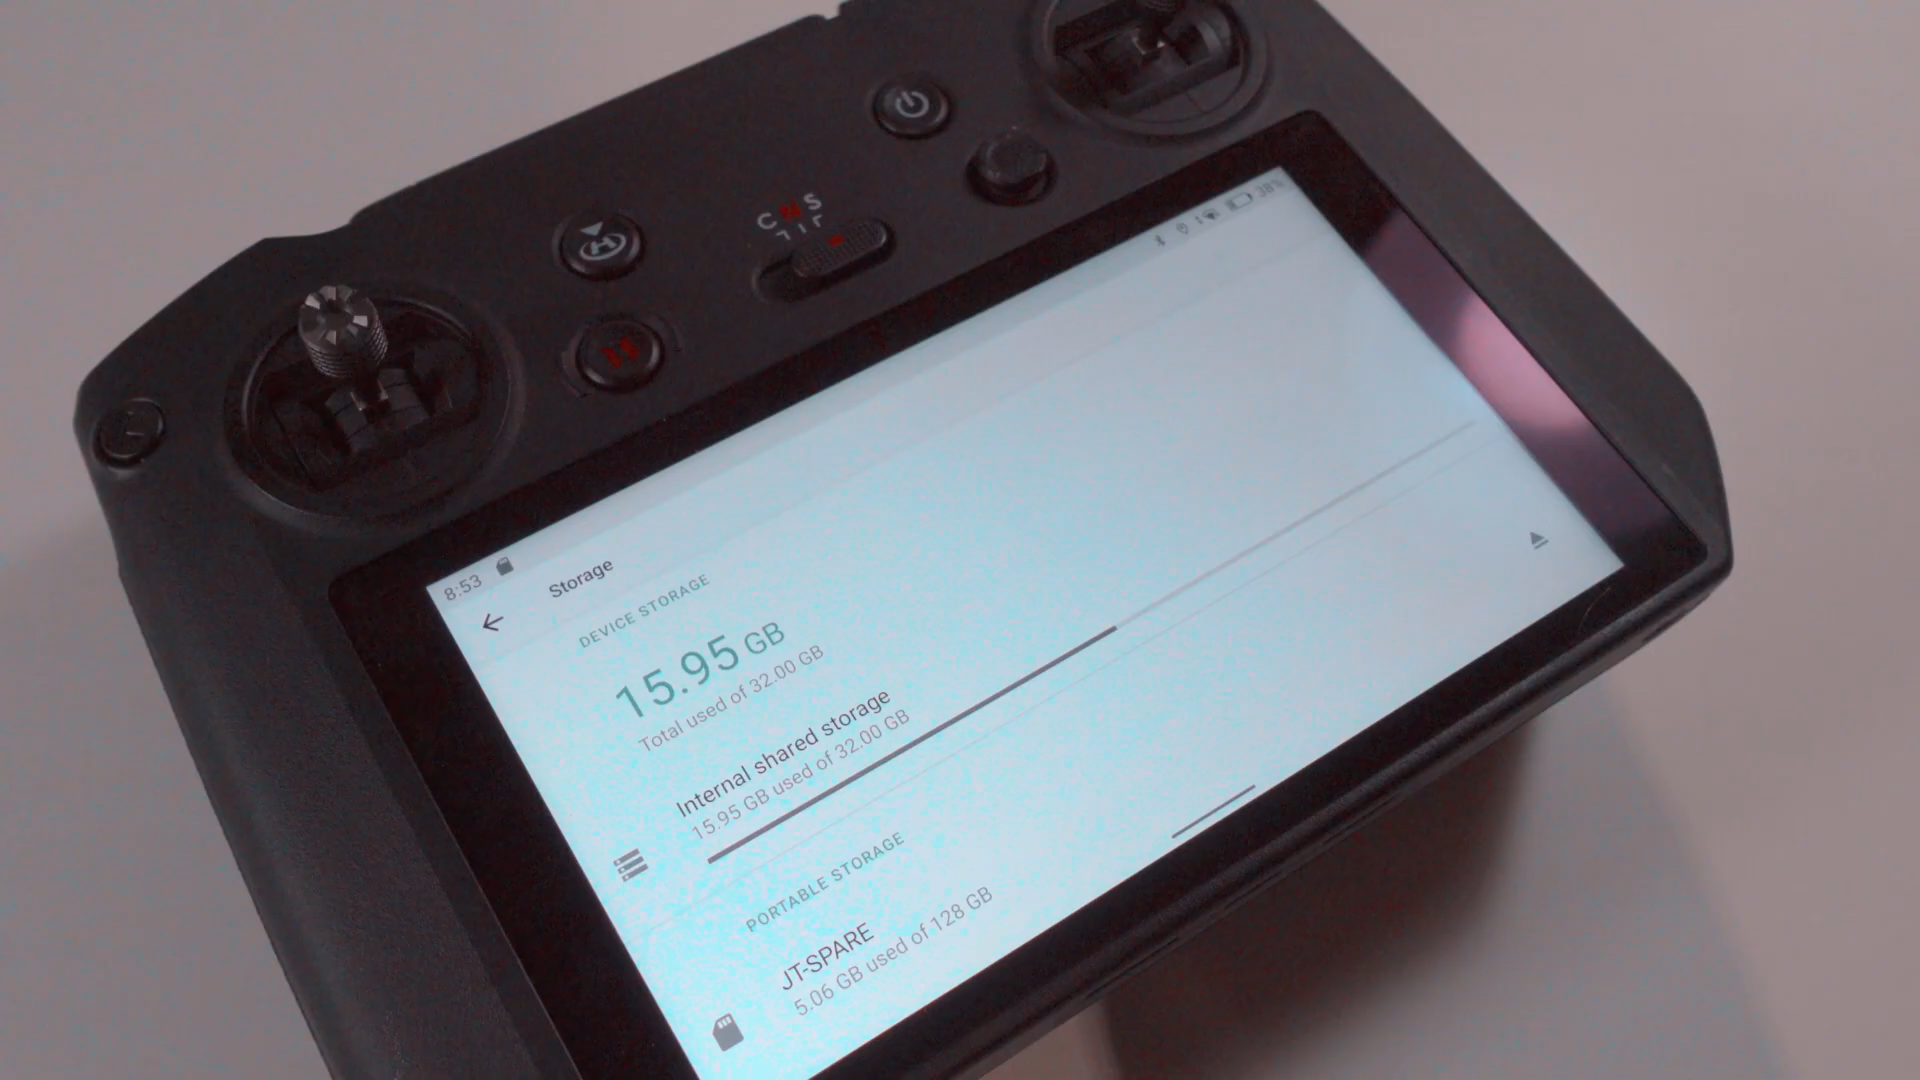 C N S
38%
8:53
Storage
DEVICE STORAGE
15.95 GB
Total used of 32.00 GB
Internal shared storage
15.95 GB used of 32.00 GB
PORTABLE STORAGE
JT-SPARE
5.06 GB used of 128 GB